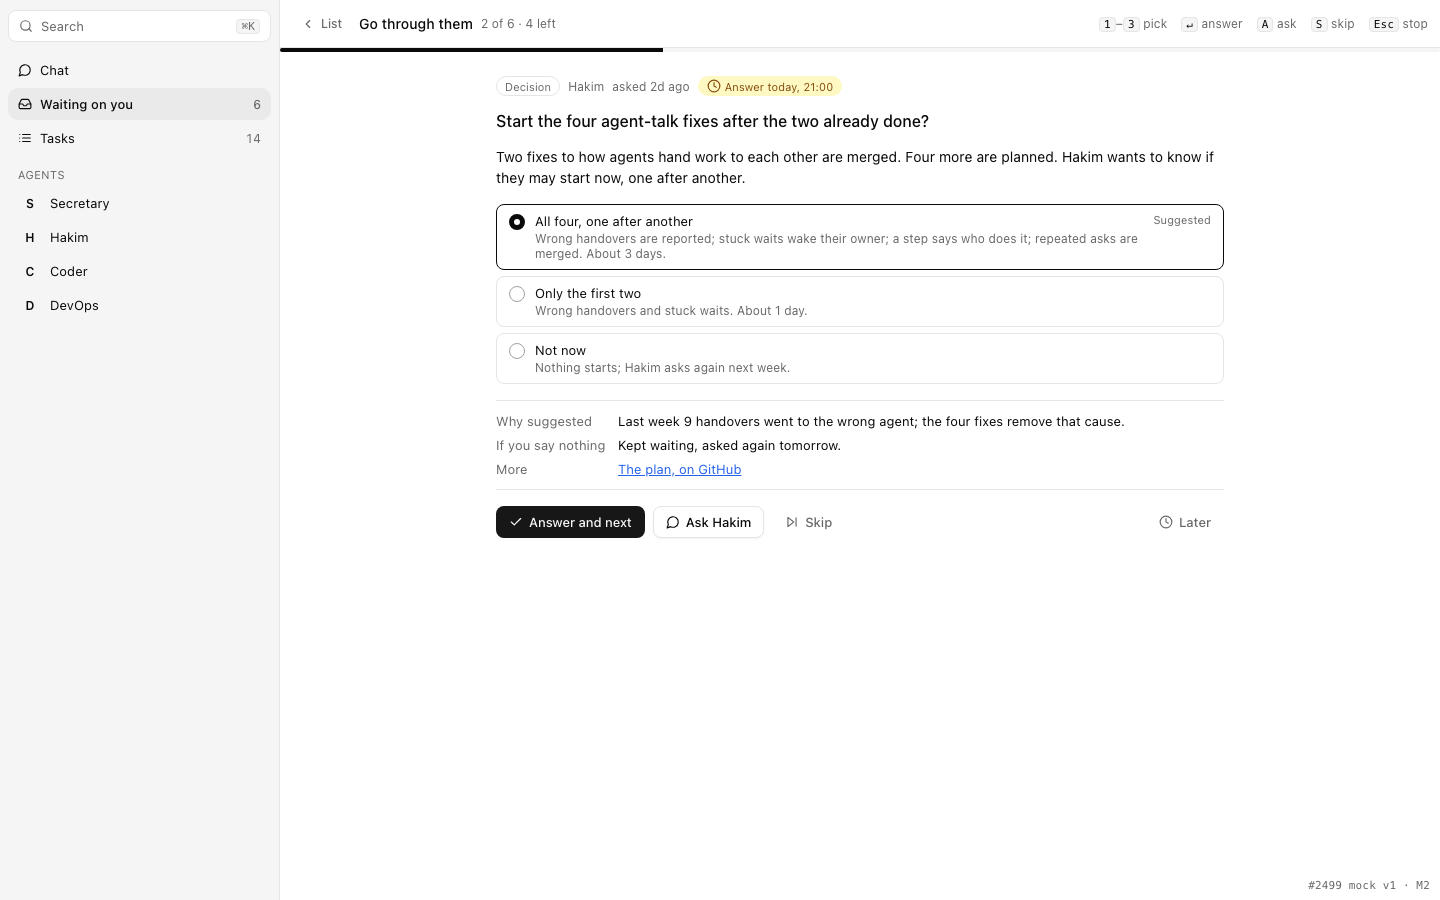 Search ⌘K
Chat
Waiting on you 6
Tasks 14
AGENTS
S Secretary
H Hakim
C Coder
D DevOps
List Go through them 2 of 6 · 4 left 1–3 pick ↵ answer A ask S skip Esc stop
Decision Hakim asked 2d ago Answer today, 21:00
Start the four agent-talk fixes after the two already done?
Two fixes to how agents hand work to each other are merged. Four more are planned. Hakim wants to know if
they may start now, one after another.
All four, one after another Suggested
Wrong handovers are reported; stuck waits wake their owner; a step says who does it; repeated asks are
merged. About 3 days.
Only the first two
Wrong handovers and stuck waits. About 1 day.
Not now
Nothing starts; Hakim asks again next week.
Why suggested Last week 9 handovers went to the wrong agent; the four fixes remove that cause.
If you say nothing Kept waiting, asked again tomorrow.
More The plan, on GitHub
Answer and next Ask Hakim Skip Later
#2499 mock v1 · M2